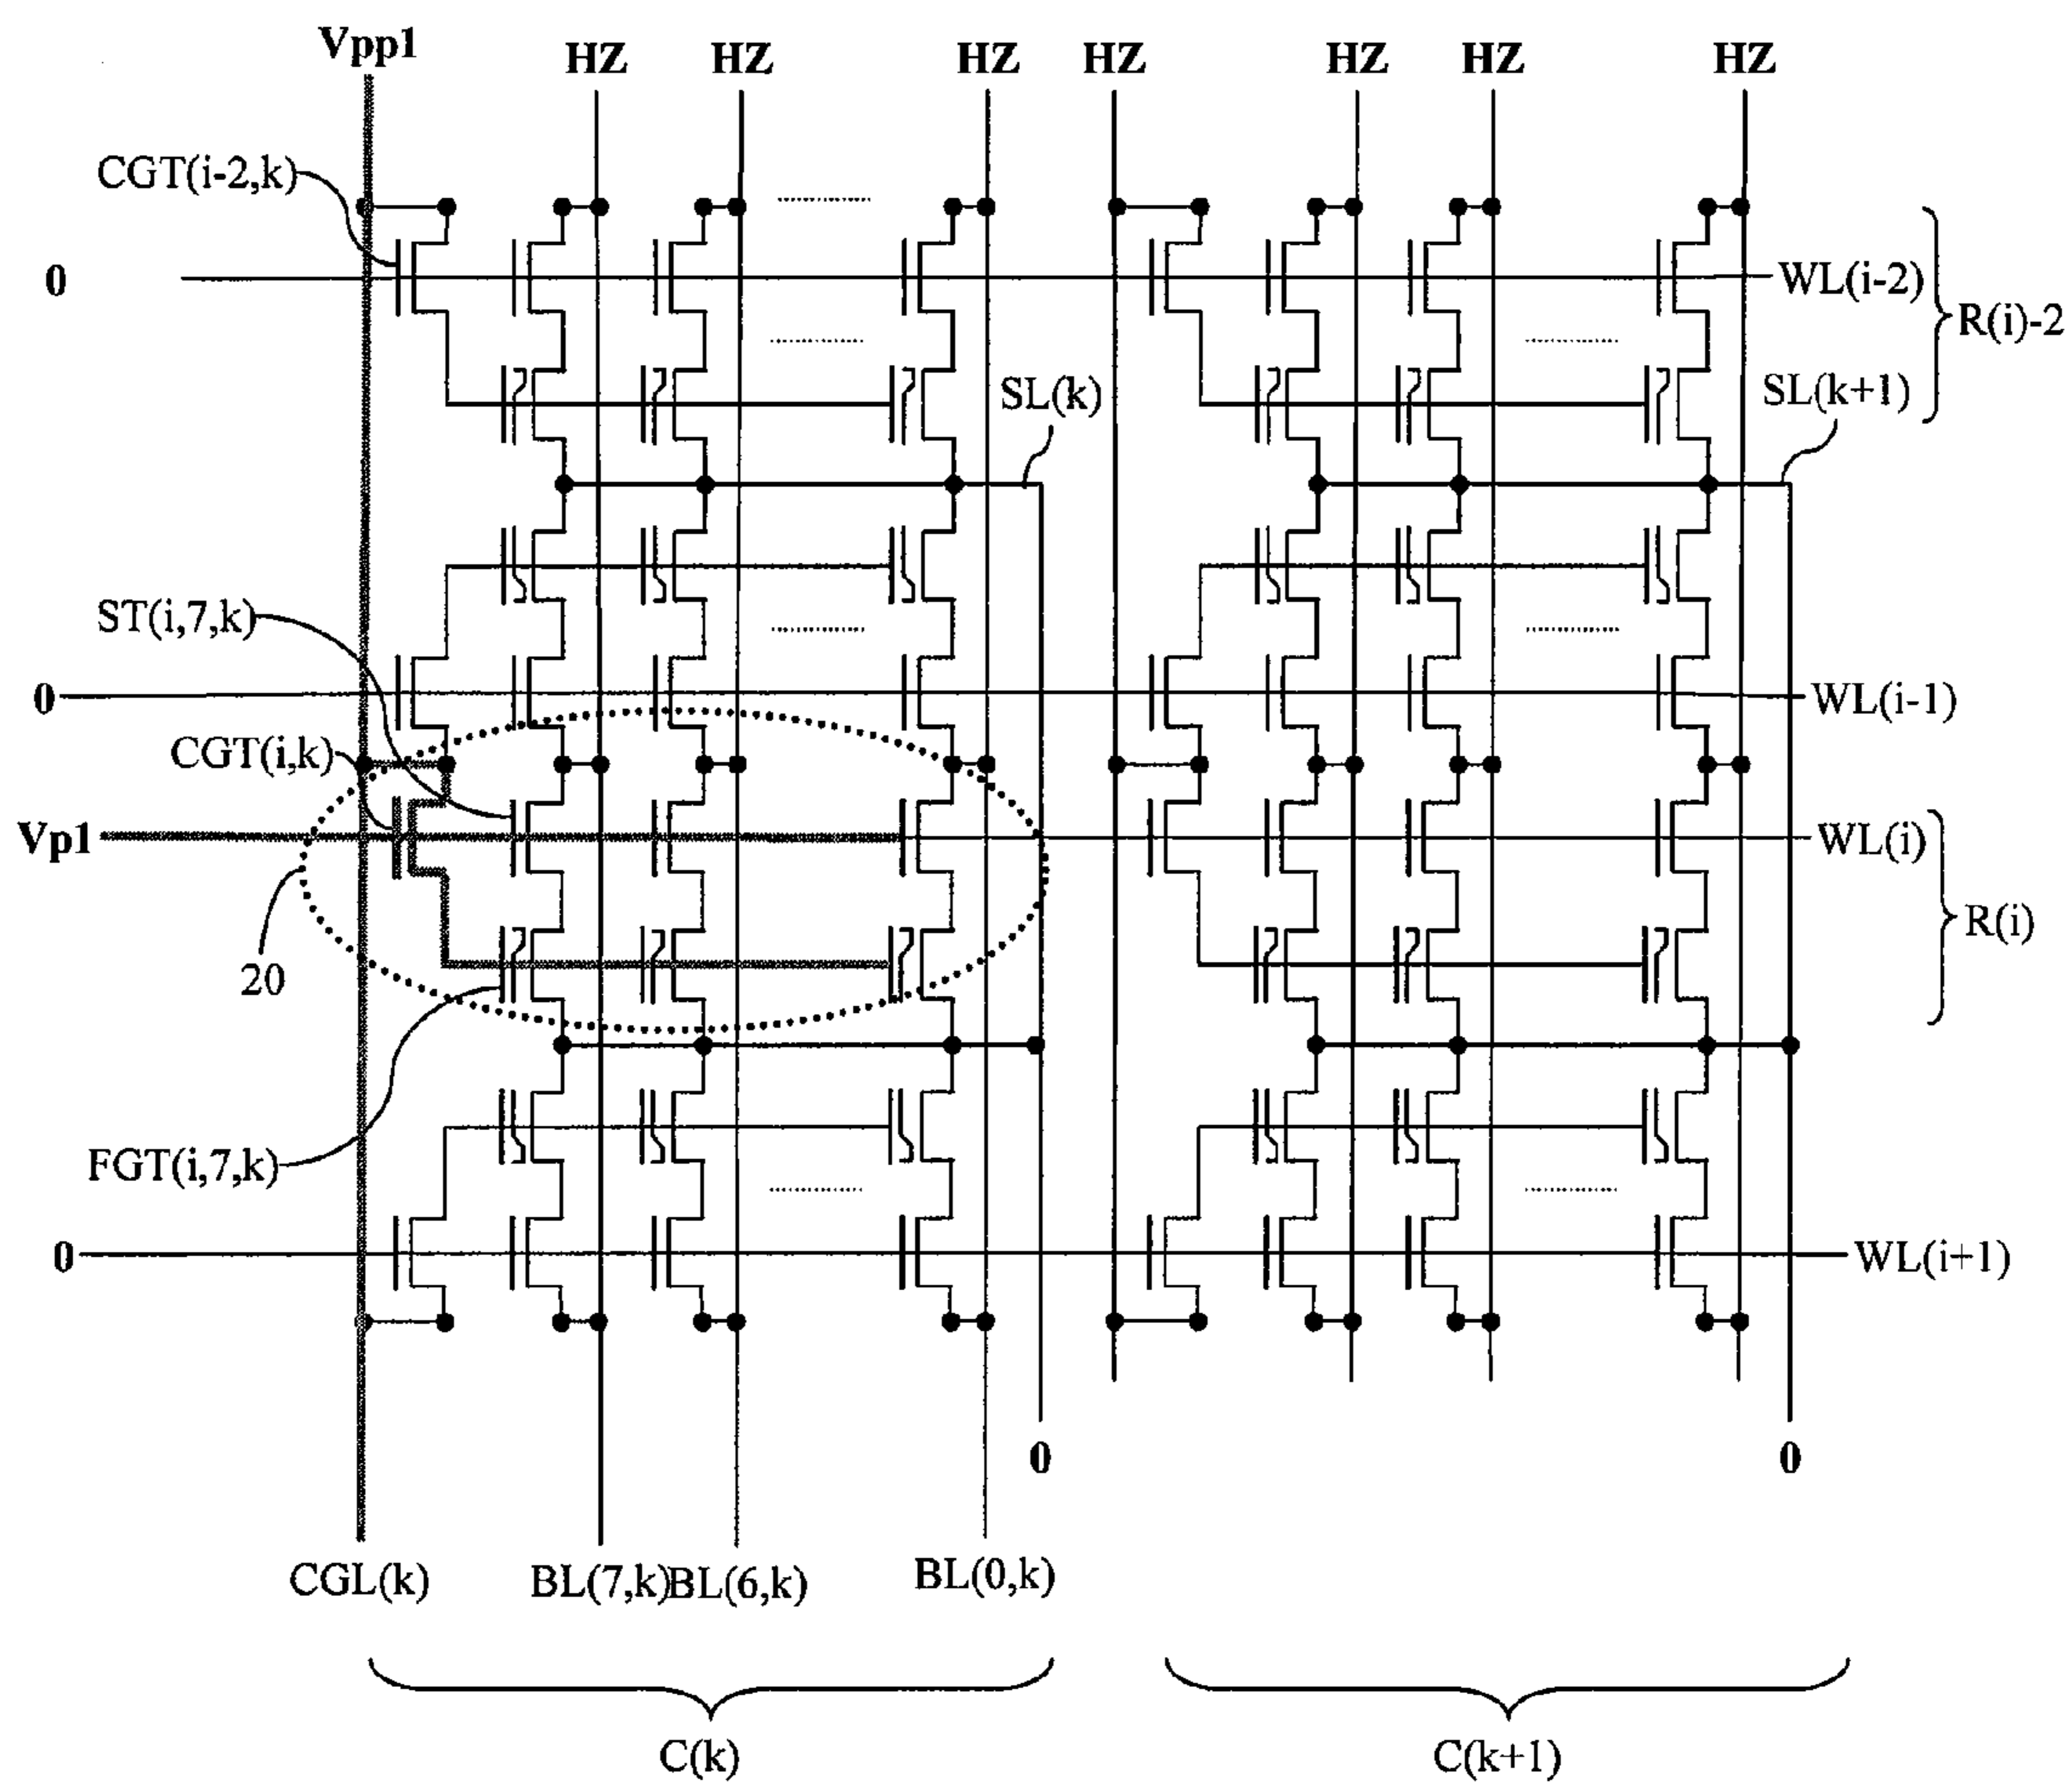 Vpp1
HZ HZ HZ HZ HZ HZ HZ
CGT(i-2,k)
0
WL(i-2)
R(i)-2
SL(k)
SL(k+1)
ST(i,7,k)
0
WL(i-1)
CGT(i,k)
Vp1
WL(i)
R(i)
20
FGT(i,7,k)
0
WL(i+1)
0 0
CGL(k) BL(7,k) BL(6,k) BL(0,k)
C(k) C(k+1)